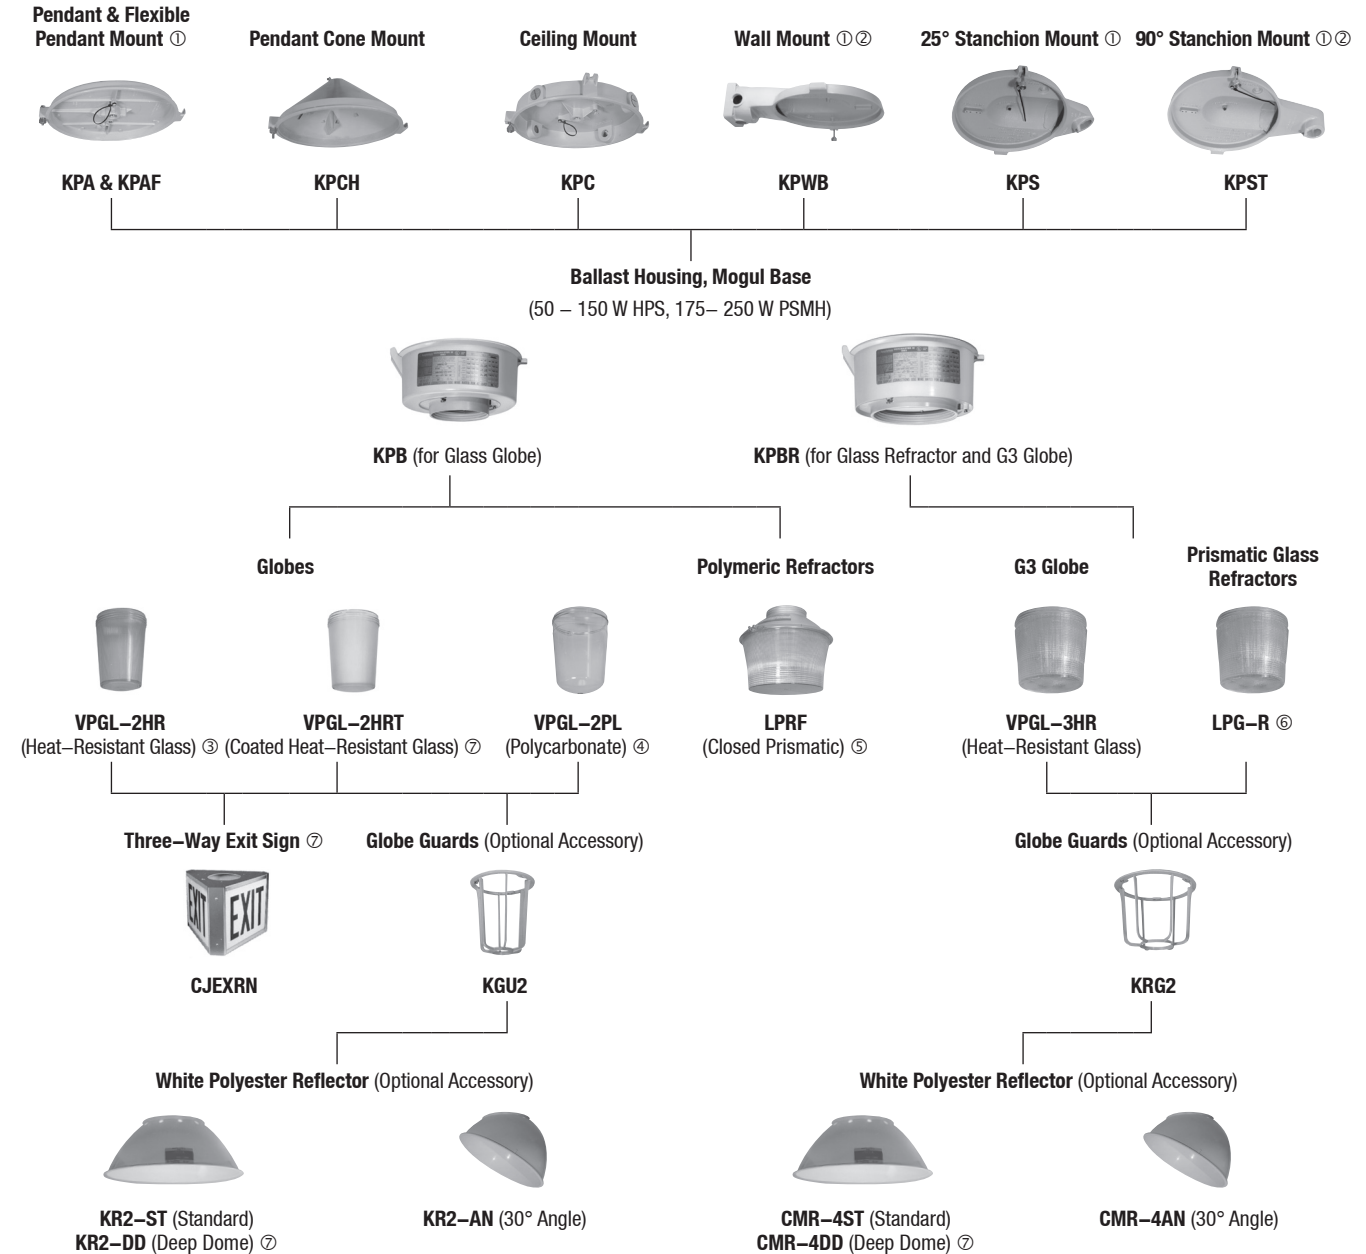 Pendant & Flexible
Pendant Mount ①
Pendant Cone Mount
Ceiling Mount
Wall Mount ①②
25° Stanchion Mount ①
90° Stanchion Mount ①②
KPA & KPAF
KPCH
KPC
KPWB
KPS
KPST
Ballast Housing, Mogul Base
(50 – 150 W HPS, 175– 250 W PSMH)
KPB (for Glass Globe)
KPBR (for Glass Refractor and G3 Globe)
Globes
Polymeric Refractors
G3 Globe
Prismatic Glass
Refractors
VPGL–2HR
(Heat–Resistant Glass) ③
VPGL–2HRT
(Coated Heat–Resistant Glass) ⑦
VPGL–2PL
(Polycarbonate) ④
LPRF
(Closed Prismatic) ⑤
VPGL–3HR
(Heat–Resistant Glass)
LPG–R ⑥
Three–Way Exit Sign ⑦
Globe Guards (Optional Accessory)
Globe Guards (Optional Accessory)
EXIT
EXIT
CJEXRN
KGU2
KRG2
White Polyester Reflector (Optional Accessory)
White Polyester Reflector (Optional Accessory)
KR2–ST (Standard)
KR2–DD (Deep Dome) ⑦
KR2–AN (30° Angle)
CMR–4ST (Standard)
CMR–4DD (Deep Dome) ⑦
CMR–4AN (30° Angle)